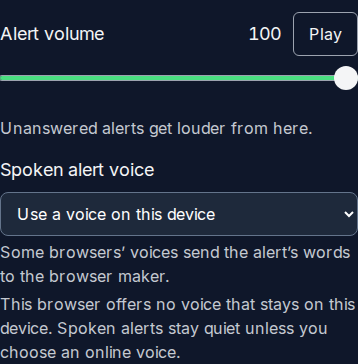 Alert volume 100 Play
Unanswered alerts get louder from here.
Spoken alert voice
Use a voice on this device
Some browsers’ voices send the alert’s words
to the browser maker.
This browser offers no voice that stays on this
device. Spoken alerts stay quiet unless you
choose an online voice.